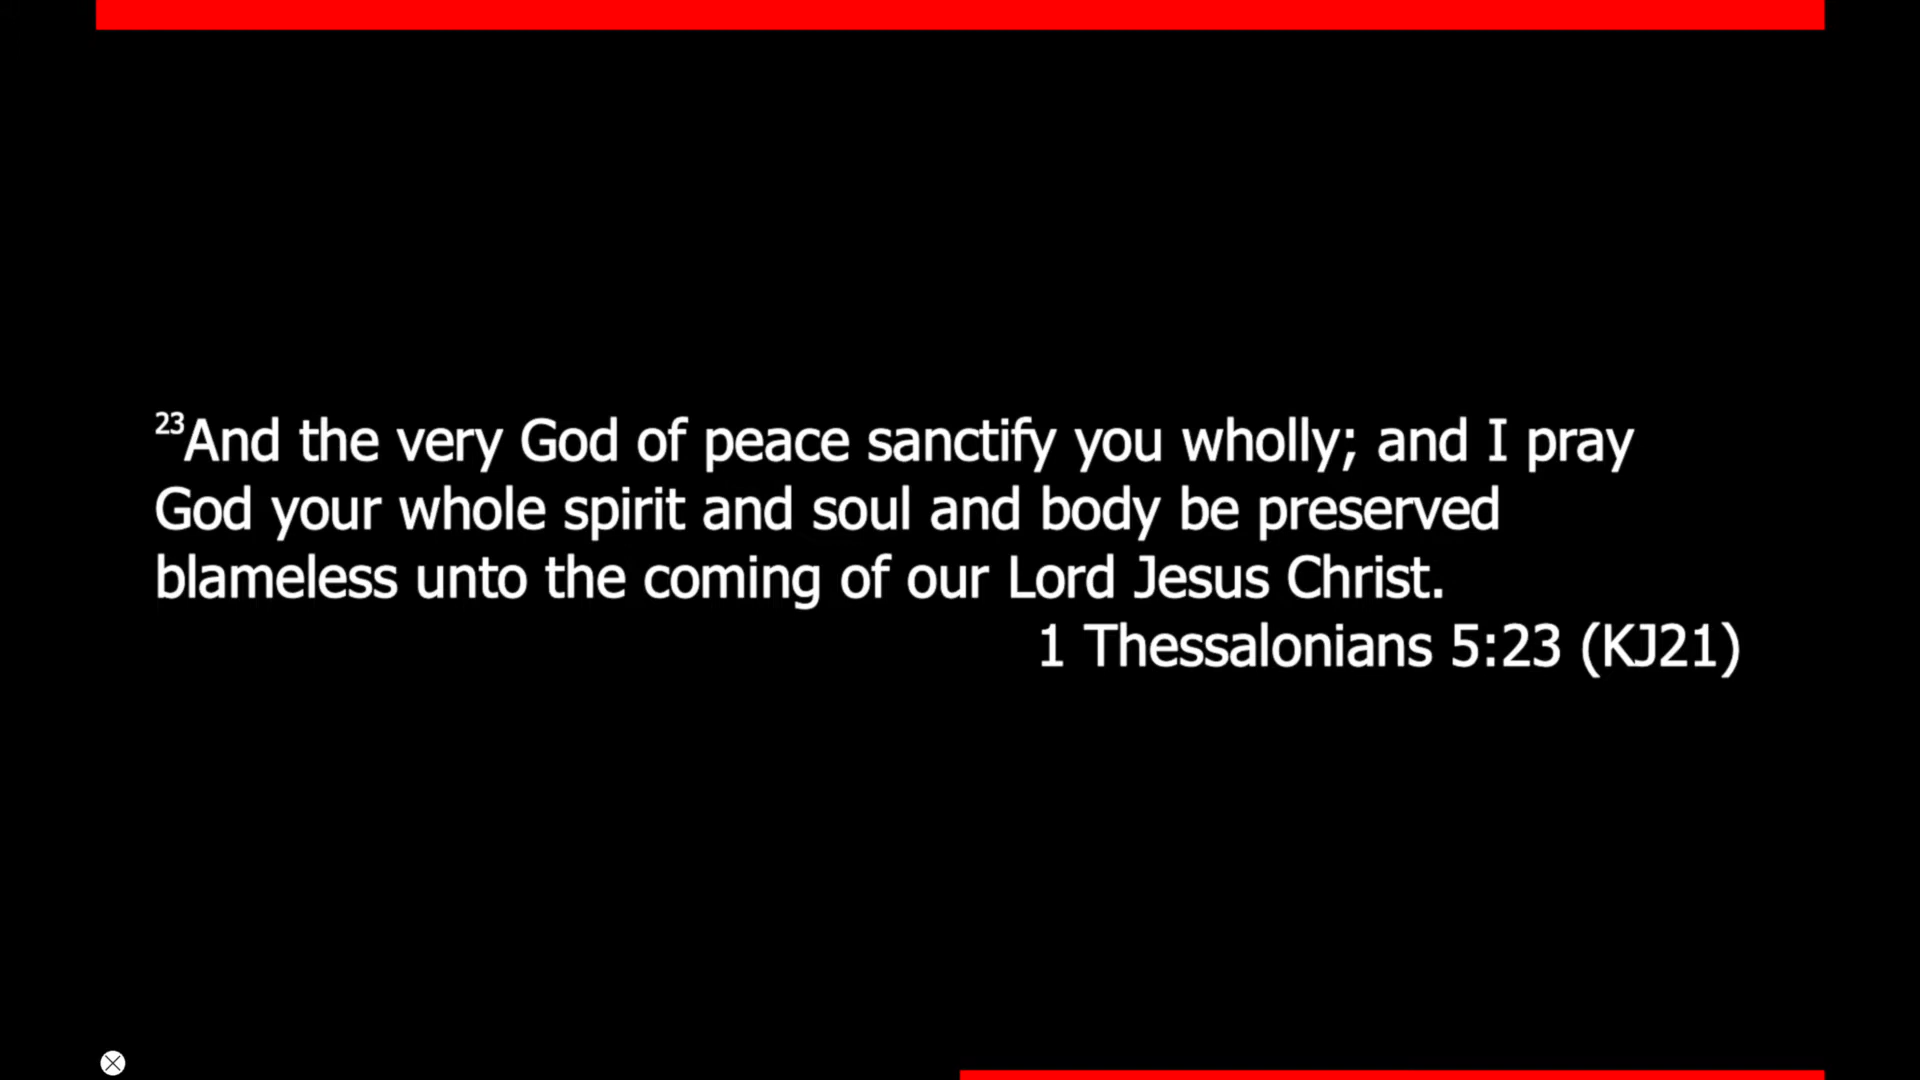 23And the very God of peace sanctify you wholly; and I pray
God your whole spirit and soul and body be preserved
blameless unto the coming of our Lord Jesus Christ.
1 Thessalonians 5:23 (KJ21)